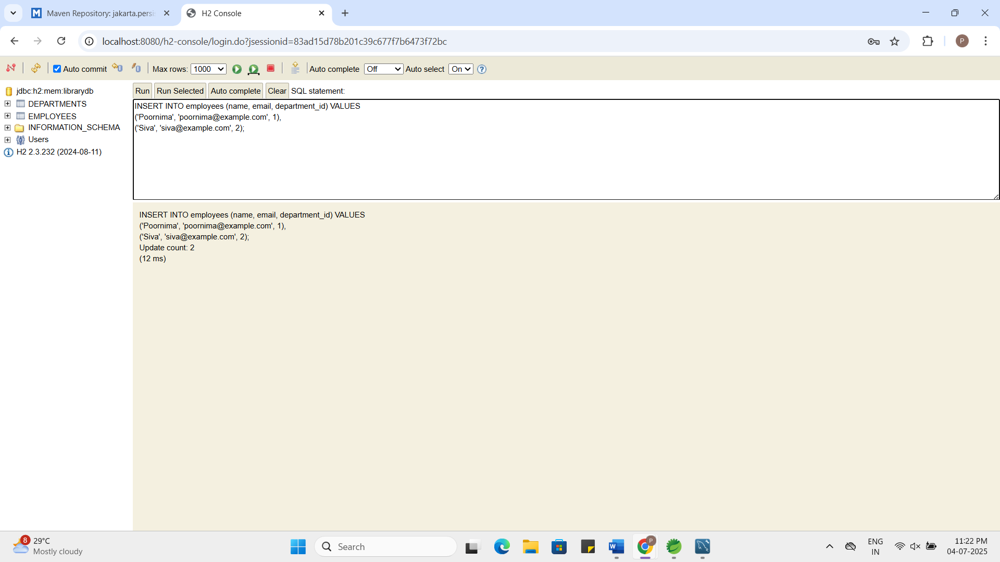 Maven Repository: jakarta.persis
H2 Console
localhost:8080/h2-console/login.do?jsessionid=83ad15d78b201c39c677f7b6473f72bc
P
Auto commit
Max rows: 1000
Auto complete Off
Auto select On
jdbc:h2:mem:librarydb
DEPARTMENTS
EMPLOYEES
INFORMATION_SCHEMA
Users
H2 2.3.232 (2024-08-11)
Run Run Selected Auto complete Clear SQL statement:
INSERT INTO employees (name, email, department_id) VALUES
('Poornima', 'poornima@example.com', 1),
('Siva', 'siva@example.com', 2);
INSERT INTO employees (name, email, department_id) VALUES
('Poornima', 'poornima@example.com', 1),
('Siva', 'siva@example.com', 2);
Update count: 2
(12 ms)
8
29°C
Mostly cloudy
Search
W
P
ENG
IN
11:22 PM
04-07-2025